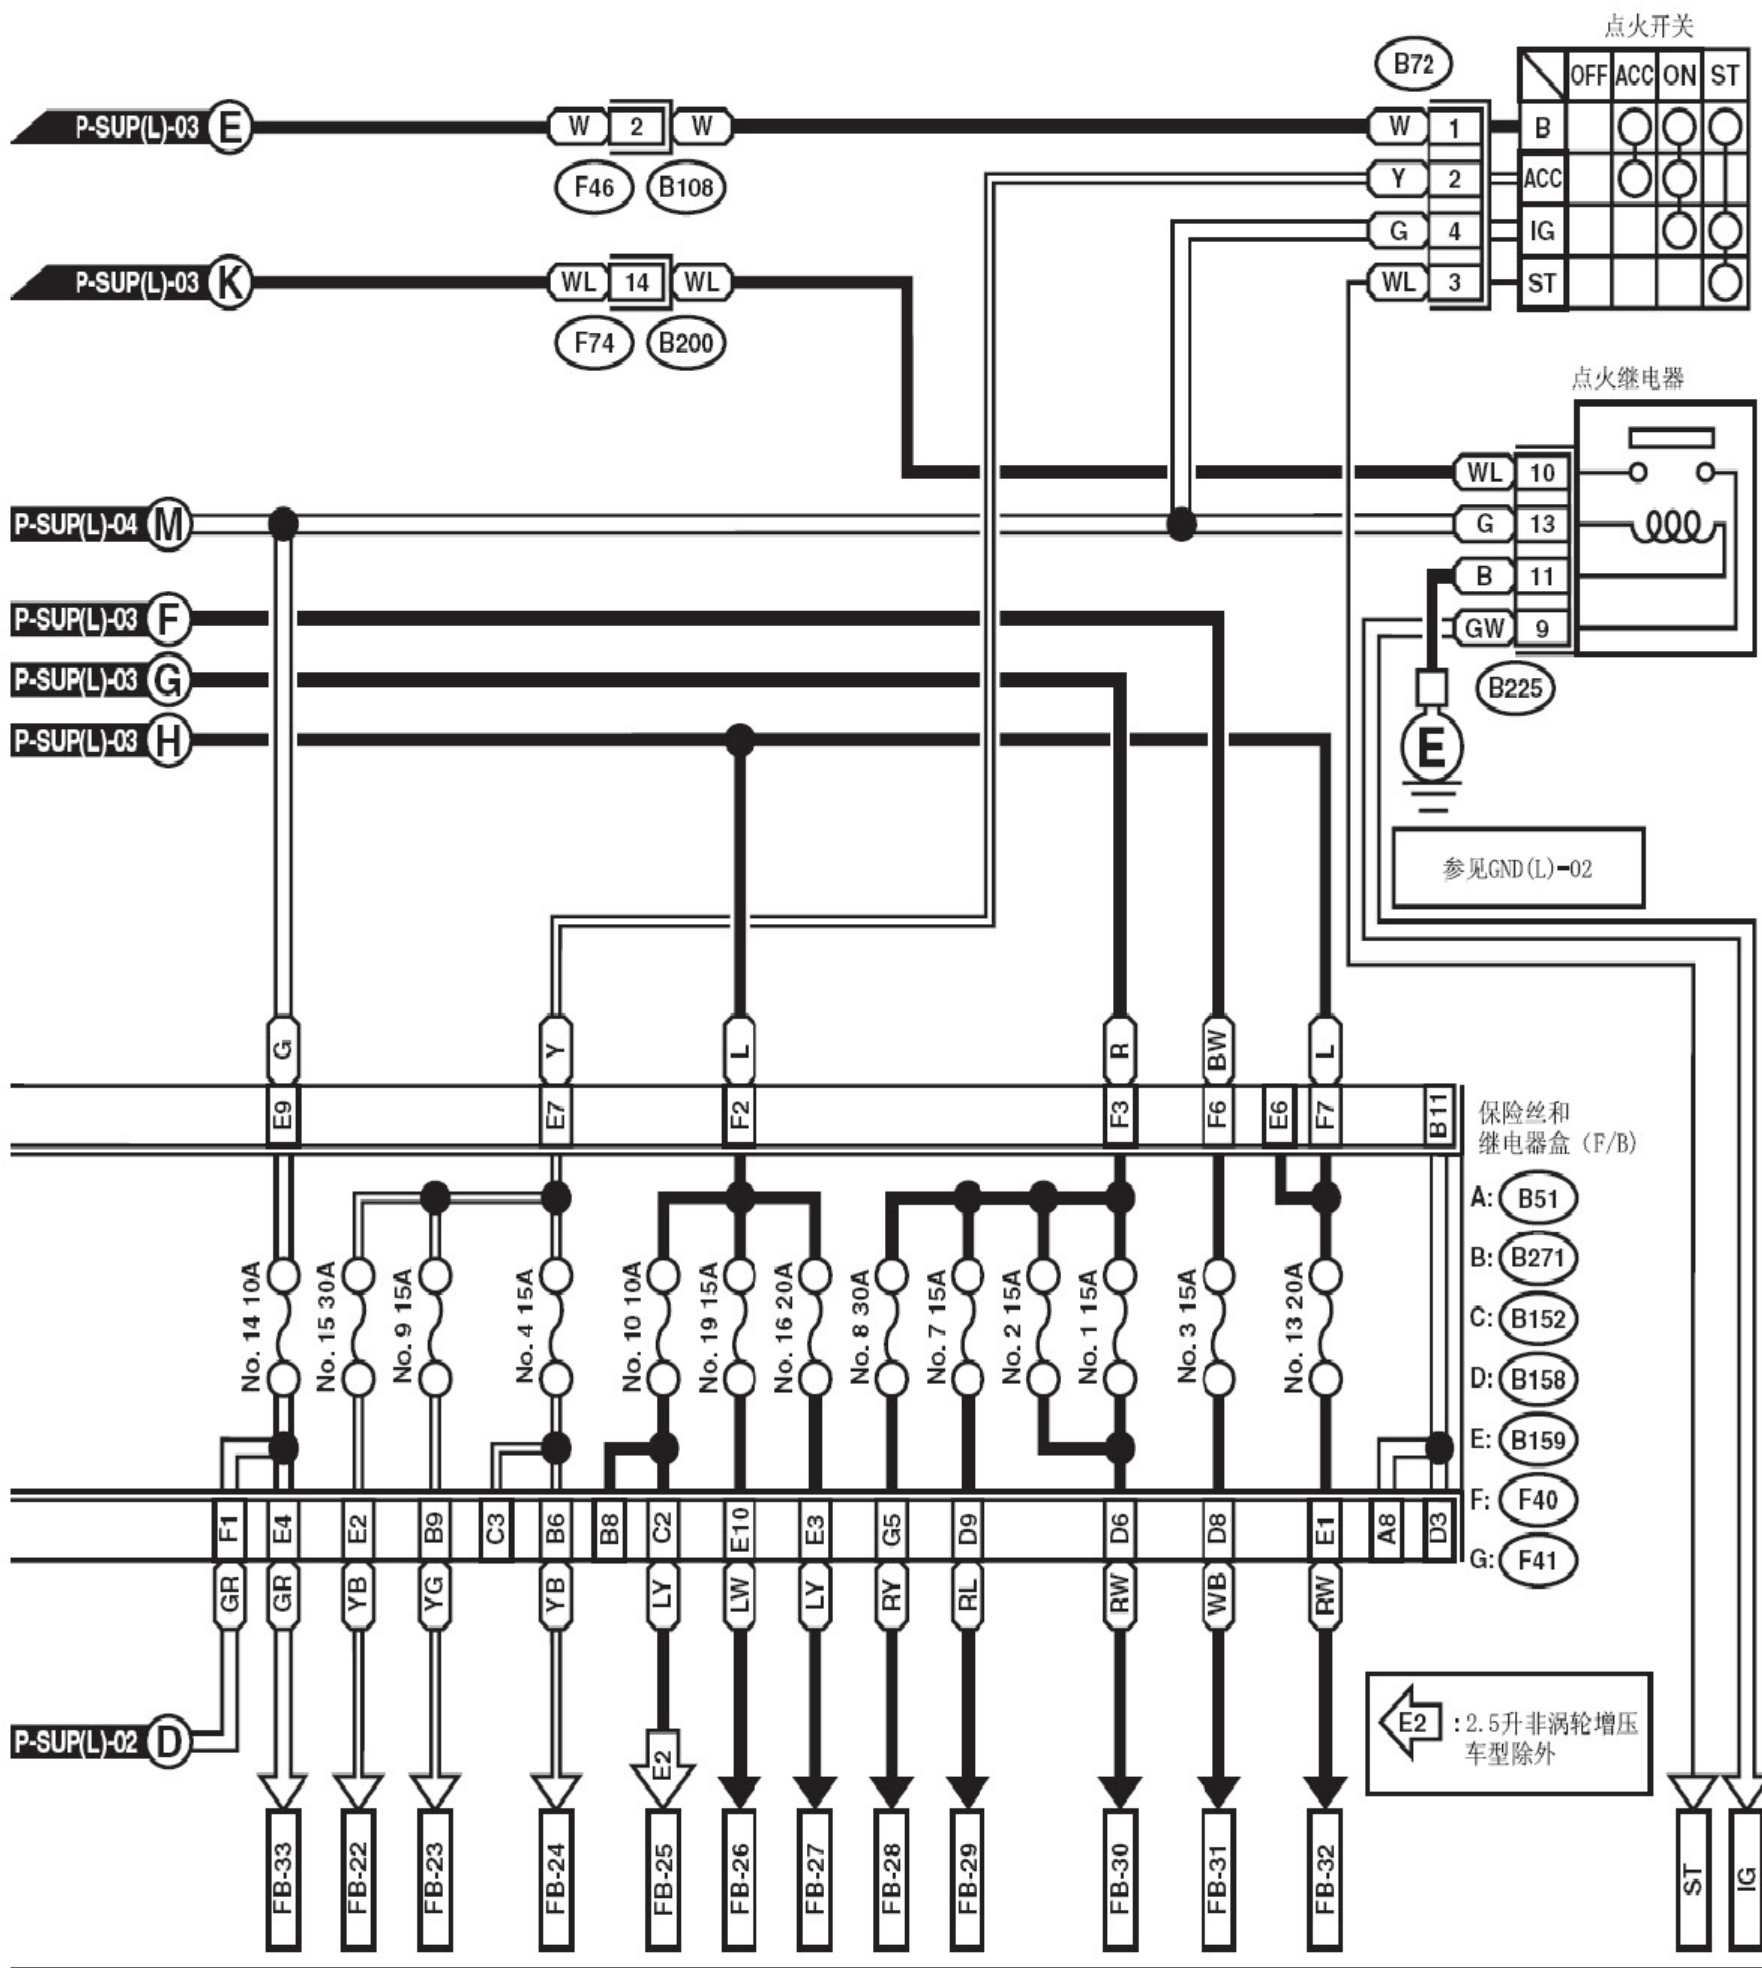 点火开关
B72
OFF ACC ON ST
P-SUP(L)-03 E W 2 W W 1 B
F46 B108
Y 2 ACC
G 4 IG
P-SUP(L)-03 K WL 14 WL WL 3 ST
F74 B200
点火继电器
WL 10
P-SUP(L)-04 M G 13
B 11
P-SUP(L)-03 F GW 9
P-SUP(L)-03 G B225
P-SUP(L)-03 H E
参见GND(L)-02
G Y L R BW L
E9 E7 F2 F3 F6 E6 F7 B11
保险丝和
继电器盒 (F/B)
A: B51
B: B271
C: B152
D: B158
E: B159
F: F40
G: F41
No. 14 10A
No. 15 30A
No. 9 15A
No. 4 15A
No. 10 10A
No. 19 15A
No. 16 20A
No. 8 30A
No. 7 15A
No. 2 15A
No. 1 15A
No. 3 15A
No. 13 20A
F1 E4 E2 B9 C3 B6 B8 C2 E10 E3 G5 D9 D6 D8 E1 A8 D3
GR GR YB YG YB LY LW LY RY RL RW WB RW
P-SUP(L)-02 D
E2
E2 :2.5升非涡轮增压
车型除外
FB-33 FB-22 FB-23 FB-24 FB-25 FB-26 FB-27 FB-28 FB-29 FB-30 FB-31 FB-32 ST IG